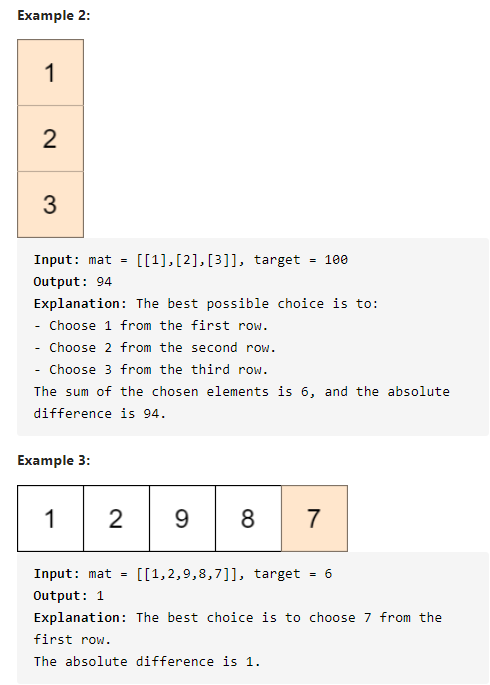 Example 2:
1
2
3
Input: mat = [[1],[2],[3]], target = 100
Output: 94
Explanation: The best possible choice is to:
- Choose 1 from the first row.
- Choose 2 from the second row.
- Choose 3 from the third row.
The sum of the chosen elements is 6, and the absolute
difference is 94.
Example 3:
1 2 9 8 7
Input: mat = [[1,2,9,8,7]], target = 6
Output: 1
Explanation: The best choice is to choose 7 from the
first row.
The absolute difference is 1.